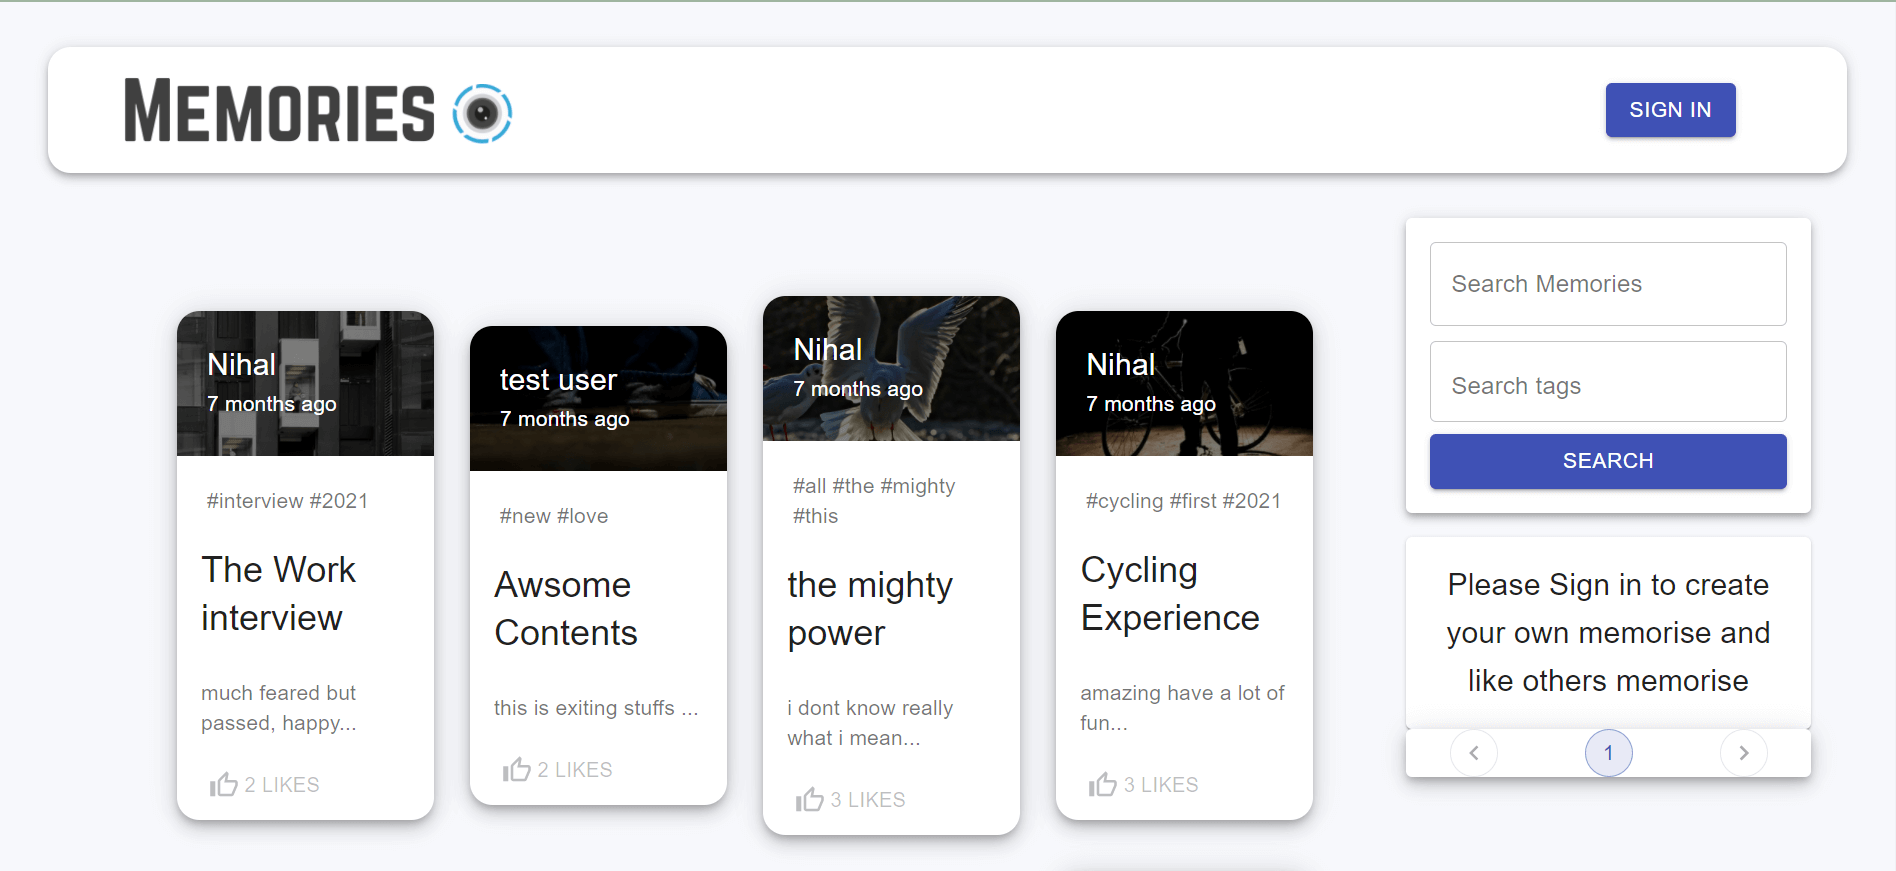 MEMORIES
SIGN IN
Nihal
7 months ago
#interview #2021
The Work
interview
much feared but
passed, happy...
2 LIKES
test user
7 months ago
#new #love
Awsome
Contents
this is exiting stuffs ...
2 LIKES
Nihal
7 months ago
#all #the #mighty
#this
the mighty
power
i dont know really
what i mean...
3 LIKES
Nihal
7 months ago
#cycling #first #2021
Cycling
Experience
amazing have a lot of
fun...
3 LIKES
Search Memories
Search tags
SEARCH
Please Sign in to create
your own memorise and
like others memorise
1